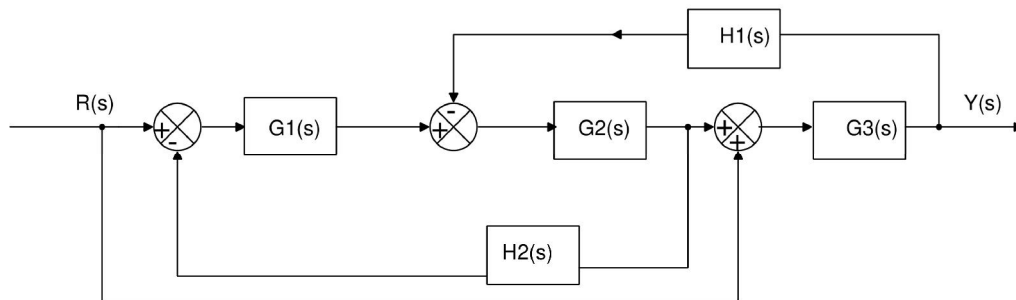 H1(s)
R(s)
Y(s)
-
+
G1(s)
+
G2(s)
+
G3(s)
-
+
H2(s)